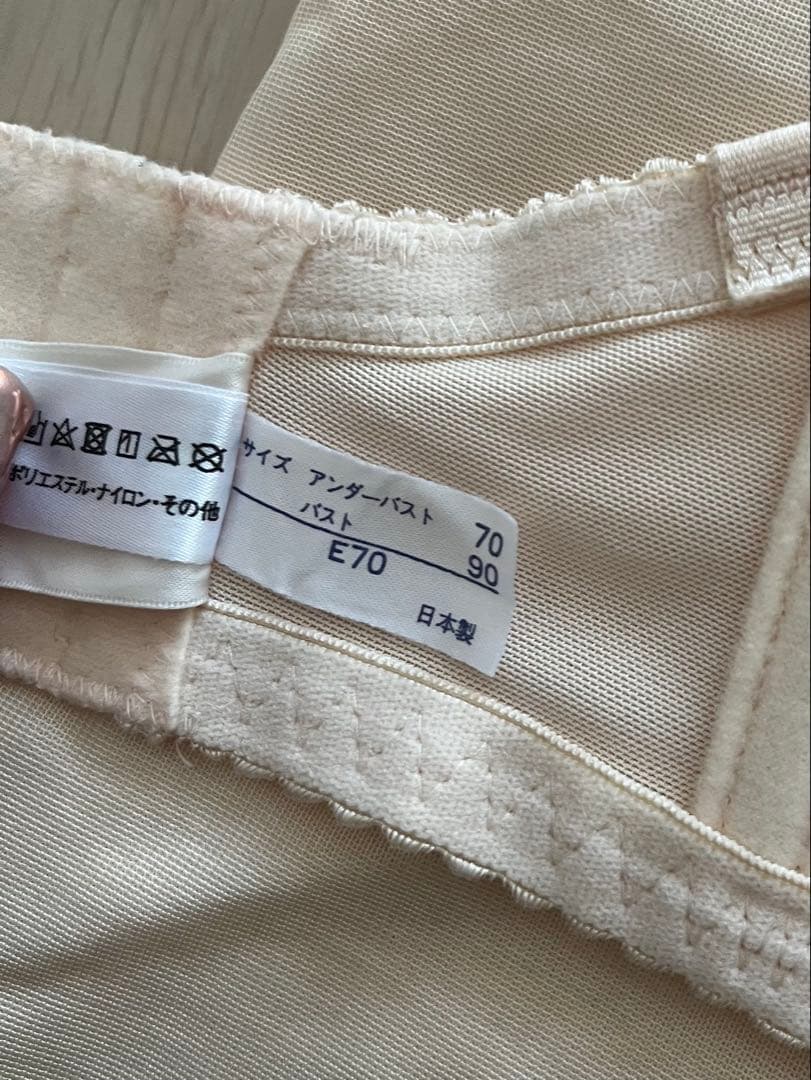 ポリエステル・ナイロン・その他
サイズ アンダーバスト 70
バスト 90
E70
日本製